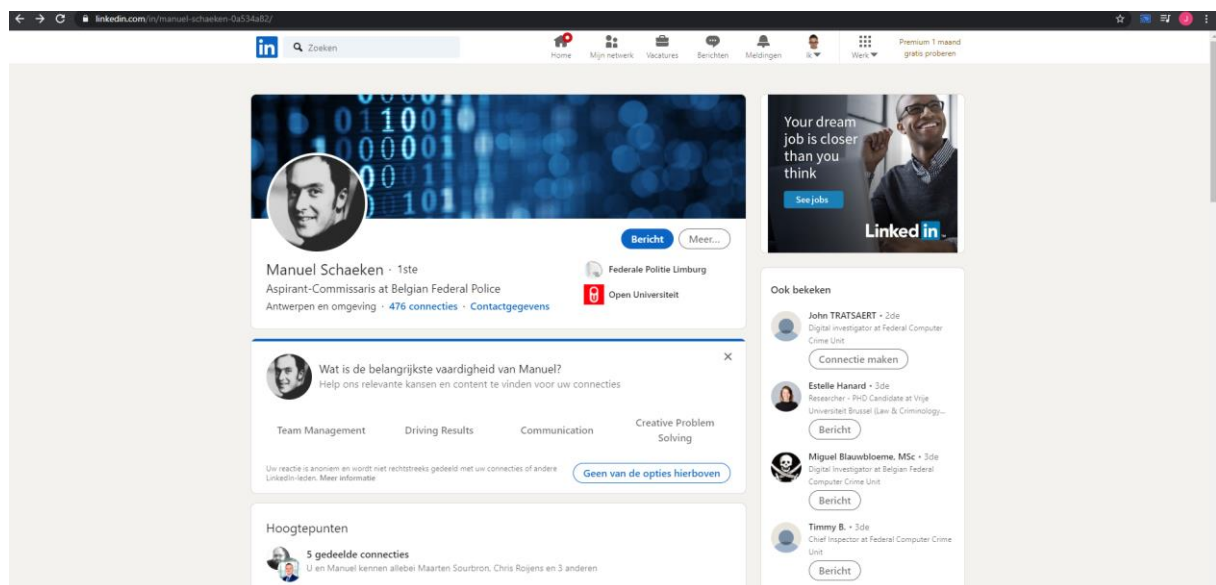 linkedin.com/in/manuel-schaeken-0a534a82/
in
Zoeken
Home
Mijn netwerk
Vacatures
Berichten
Meldingen
Ik
Werk
Premium 1 maand
gratis proberen
Bericht
Meer...
Manuel Schaeken · 1ste
Aspirant-Commissaris at Belgian Federal Police
Antwerpen en omgeving · 476 connecties · Contactgegevens
Federale Politie Limburg
Open Universiteit
Wat is de belangrijkste vaardigheid van Manuel?
Help ons relevante kansen en content te vinden voor uw connecties
Team Management
Driving Results
Communication
Creative Problem
Solving
Uw reactie is anoniem en wordt niet rechtstreeks gedeeld met uw connecties of andere
LinkedIn-leden. Meer informatie
Geen van de opties hierboven
Hoogtepunten
5 gedeelde connecties
U en Manuel kennen allebei Maarten Sourbron, Chris Roijens en 3 anderen
Your dream
job is closer
than you
think
See jobs
Linked in
Ook bekeken
John TRATSAERT · 2de
Digital investigator at Federal Computer
Crime Unit
Connectie maken
Estelle Hanard · 3de
Researcher - PHD Candidate at Vrije
Universiteit Brussel (Law & Criminology...
Bericht
Miguel Blauwbloeme, MSc · 3de
Digital Investigator at Belgian Federal
Computer Crime Unit
Bericht
Timmy B. · 3de
Chief Inspector at Federal Computer Crime
Unit
Bericht